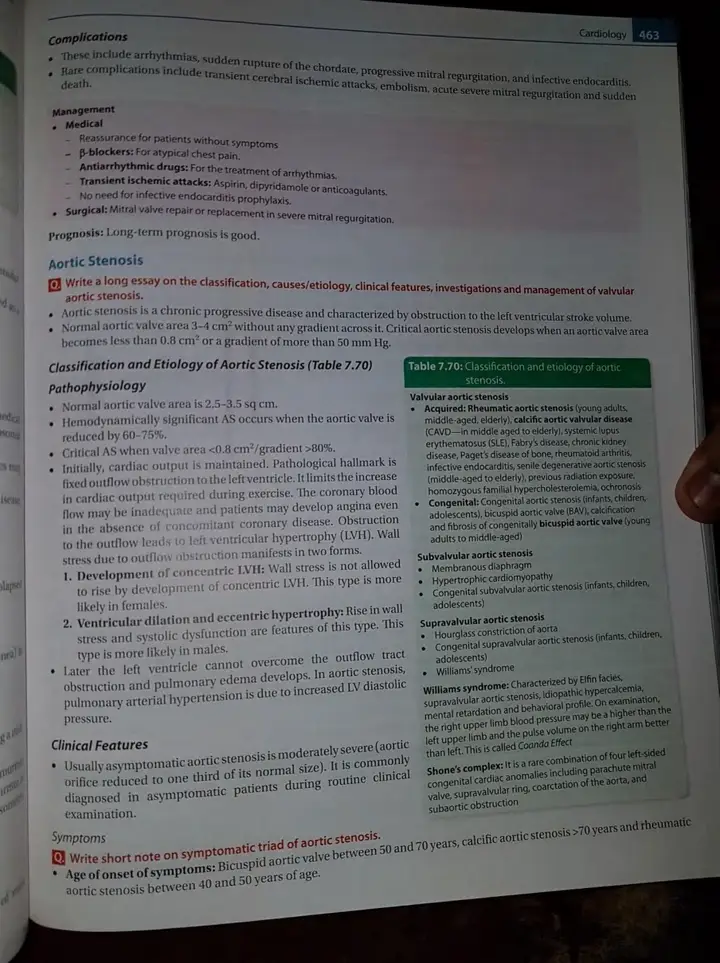 Cardiology 463
Complications
• These include arrhythmias, sudden rupture of the chordate, progressive mitral regurgitation, and infective endocarditis.
• Rare complications include transient cerebral ischemic attacks, embolism, acute severe mitral regurgitation and sudden
death.
Management
• Medical
– Reassurance for patients without symptoms
– β-blockers: For atypical chest pain.
– Antiarrhythmic drugs: For the treatment of arrhythmias.
– Transient ischemic attacks: Aspirin, dipyridamole or anticoagulants.
– No need for infective endocarditis prophylaxis.
• Surgical: Mitral valve repair or replacement in severe mitral regurgitation.
Prognosis: Long-term prognosis is good.
Aortic Stenosis
Q. Write a long essay on the classification, causes/etiology, clinical features, investigations and management of valvular
aortic stenosis.
• Aortic stenosis is a chronic progressive disease and characterized by obstruction to the left ventricular stroke volume.
• Normal aortic valve area 3–4 cm² without any gradient across it. Critical aortic stenosis develops when an aortic valve area
becomes less than 0.8 cm² or a gradient of more than 50 mm Hg.
Classification and Etiology of Aortic Stenosis (Table 7.70)
Pathophysiology
• Normal aortic valve area is 2.5–3.5 sq cm.
• Hemodynamically significant AS occurs when the aortic valve is
reduced by 60–75%.
• Critical AS when valve area <0.8 cm²/gradient >80%.
• Initially, cardiac output is maintained. Pathological hallmark is
fixed outflow obstruction to the left ventricle. It limits the increase
in cardiac output required during exercise. The coronary blood
flow may be inadequate and patients may develop angina even
in the absence of concomitant coronary disease. Obstruction
to the outflow leads to left ventricular hypertrophy (LVH). Wall
stress due to outflow obstruction manifests in two forms.
1. Development of concentric LVH: Wall stress is not allowed
to rise by development of concentric LVH. This type is more
likely in females.
2. Ventricular dilation and eccentric hypertrophy: Rise in wall
stress and systolic dysfunction are features of this type. This
type is more likely in males.
• Later the left ventricle cannot overcome the outflow tract
obstruction and pulmonary edema develops. In aortic stenosis,
pulmonary arterial hypertension is due to increased LV diastolic
pressure.
Clinical Features
• Usually asymptomatic aortic stenosis is moderately severe (aortic
orifice reduced to one third of its normal size). It is commonly
diagnosed in asymptomatic patients during routine clinical
examination.
Table 7.70: Classification and etiology of aortic
stenosis.
Valvular aortic stenosis
• Acquired: Rheumatic aortic stenosis (young adults,
middle-aged, elderly), calcific aortic valvular disease
(CAVD—in middle aged to elderly), systemic lupus
erythematosus (SLE), Fabry's disease, chronic kidney
disease, Paget's disease of bone, rheumatoid arthritis,
infective endocarditis, senile degenerative aortic stenosis
(middle-aged to elderly), previous radiation exposure,
homozygous familial hypercholesterolemia, ochronosis
• Congenital: Congenital aortic stenosis (infants, children,
adolescents), bicuspid aortic valve (BAV), calcification
and fibrosis of congenitally bicuspid aortic valve (young
adults to middle-aged)
Subvalvular aortic stenosis
• Membranous diaphragm
• Hypertrophic cardiomyopathy
• Congenital subvalvular aortic stenosis (infants, children,
adolescents)
Supravalvular aortic stenosis
• Hourglass constriction of aorta
• Congenital supravalvular aortic stenosis (infants, children,
adolescents)
• Williams' syndrome
Williams syndrome: Characterized by Elfin facies,
supravalvular aortic stenosis, idiopathic hypercalcemia,
mental retardation and behavioral profile. On examination,
the right upper limb blood pressure may be a higher than the
left upper limb and the pulse volume on the right arm better
than left. This is called Coanda Effect
Shone's complex: It is a rare combination of four left-sided
congenital cardiac anomalies including parachute mitral
valve, supravalvular ring, coarctation of the aorta, and
subaortic obstruction
Symptoms
Q. Write short note on symptomatic triad of aortic stenosis.
• Age of onset of symptoms: Bicuspid aortic valve between 50 and 70 years, calcific aortic stenosis >70 years and rheumatic
aortic stenosis between 40 and 50 years of age.